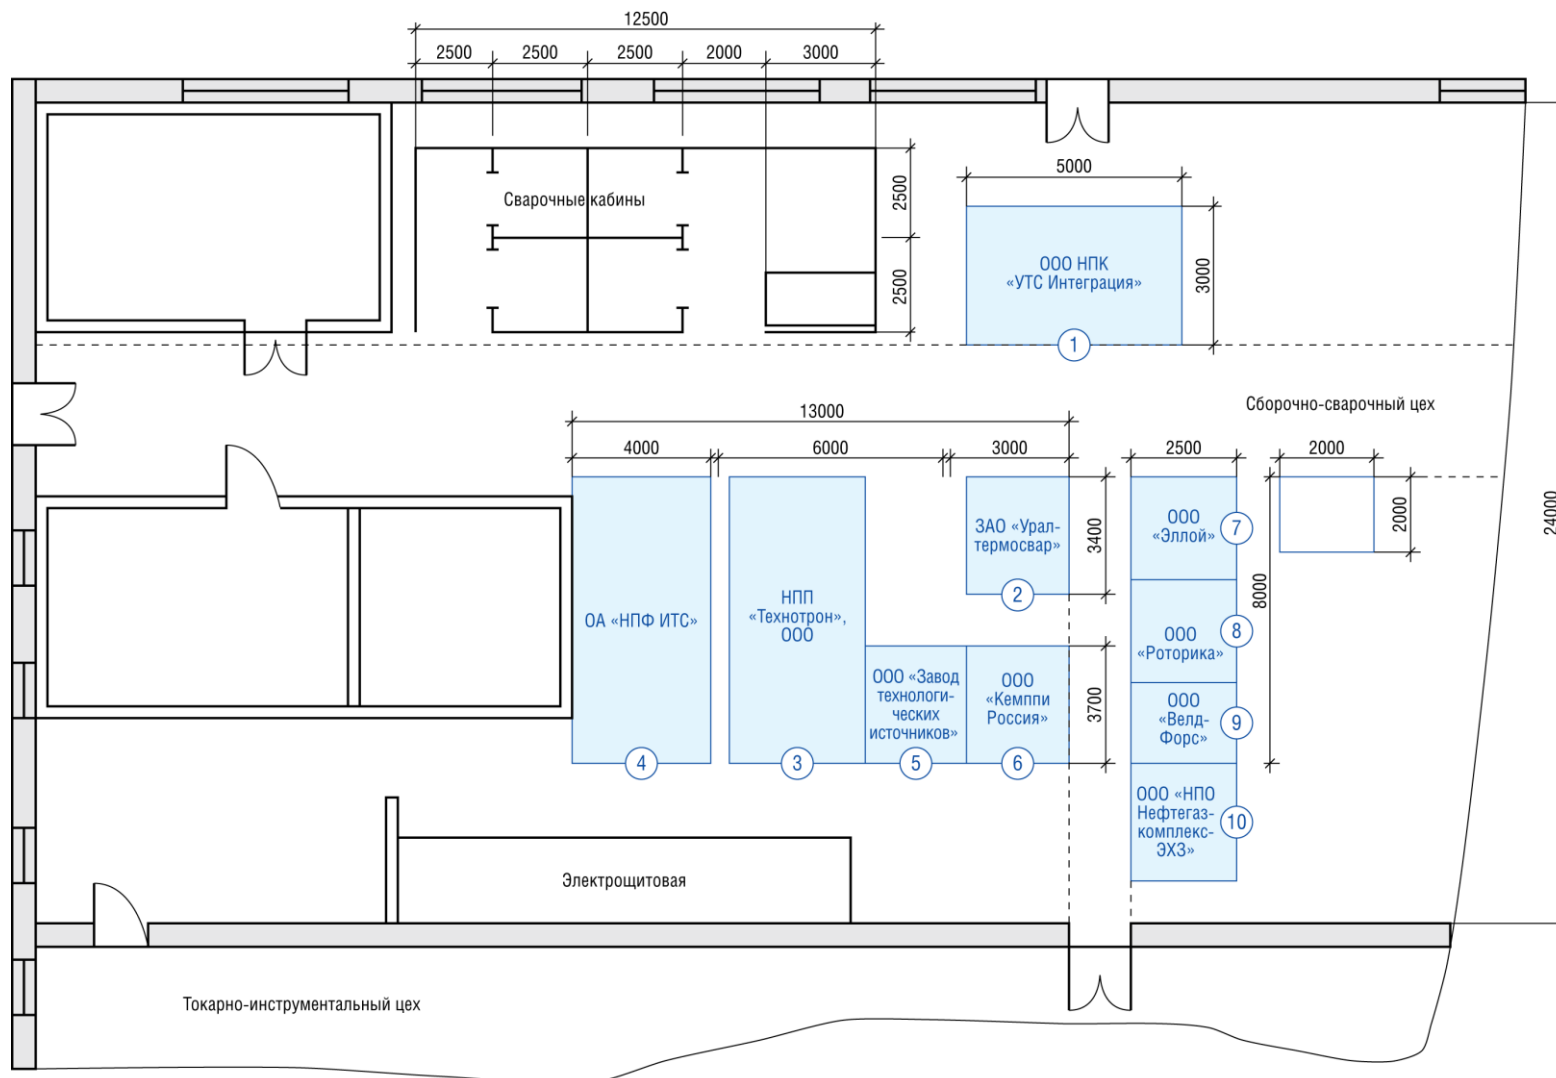 12500
2500
2500
2500
2000
3000
Сварочные кабины
2500
2500
5000
3000
ООО НПК
«УТС Интеграция»
1
Сборочно-сварочный цех
13000
4000
6000
3000
2500
2000
ОА «НПФ ИТС»
4
НПП
«Технотрон»,
ООО
3
ЗАО «Урал-
термосвар»
2
3400
ООО «Завод
технологи-
ческих
источников»
5
ООО
«Кемппи
Россия»
6
3700
ООО
«Эллой»
7
ООО
«Роторика»
8
ООО
«Велд-
Форс»
9
ООО «НПО
Нефтегаз-
комплекс-
ЭХЗ»
10
8000
2000
24000
Электрощитовая
Токарно-инструментальный цех